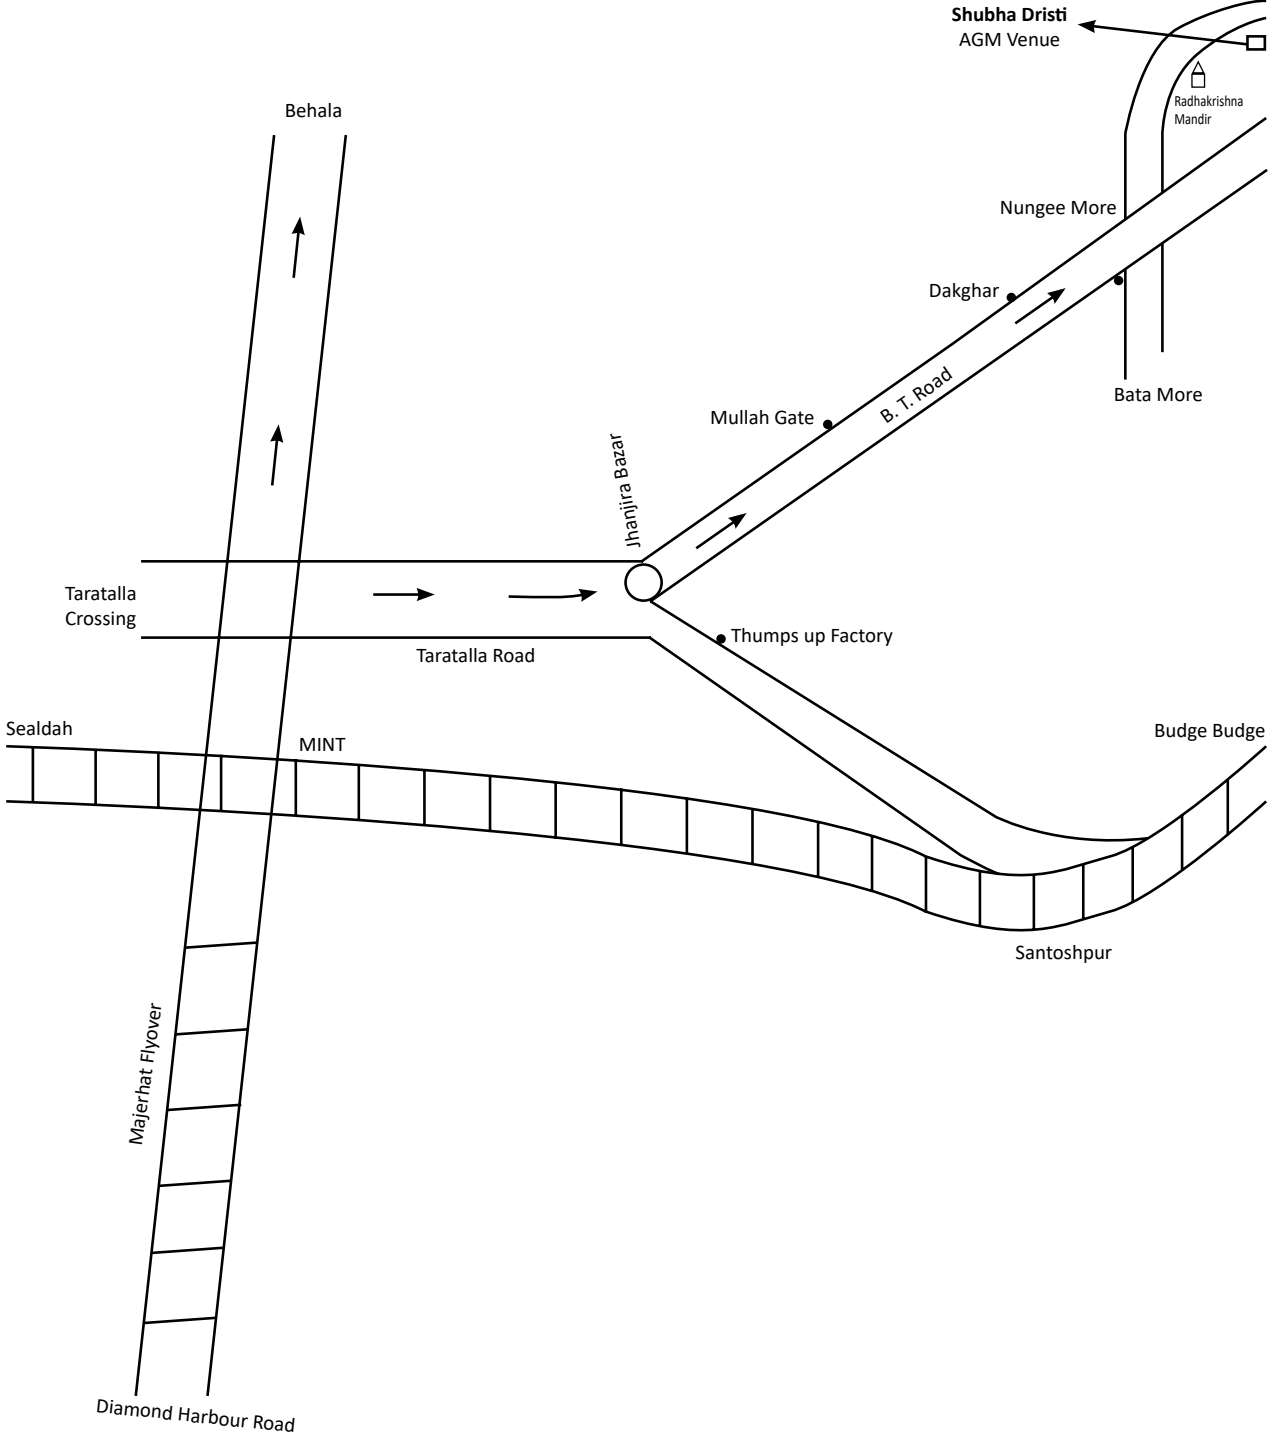 Shubha Dristi
AGM Venue
Radhakrishna
Mandir
Behala
Nungee More
Dakghar
B. T. Road
Bata More
Mullah Gate
Jhanjira Bazar
Taratalla
Crossing
Thumps up Factory
Taratalla Road
Sealdah
MINT
Budge Budge
Santoshpur
Majerhat Flyover
Diamond Harbour Road